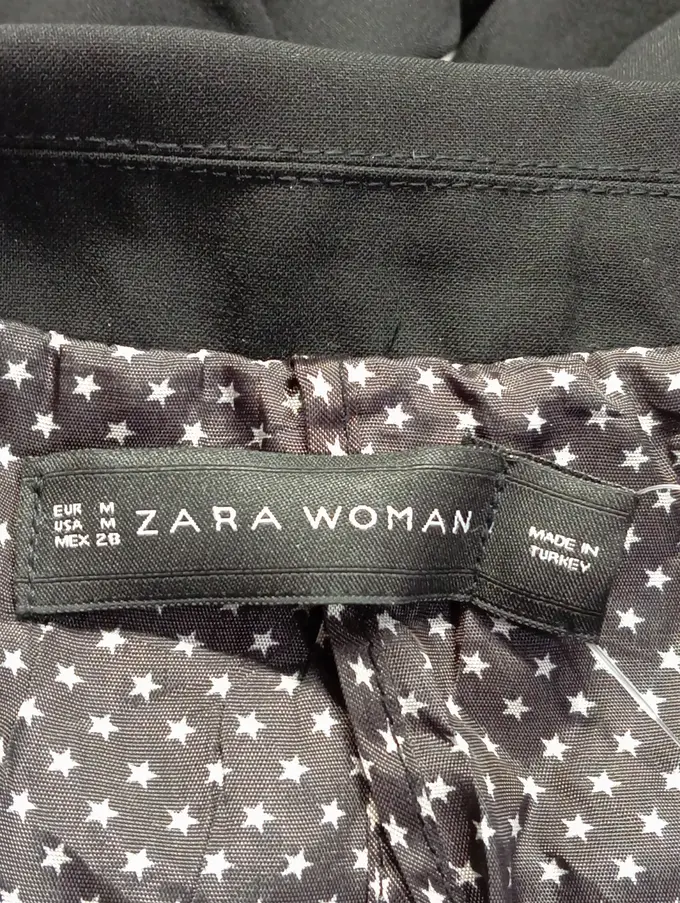 EUR M
USA M
MEX 28
ZARA WOMAN
MADE IN
TURKEY